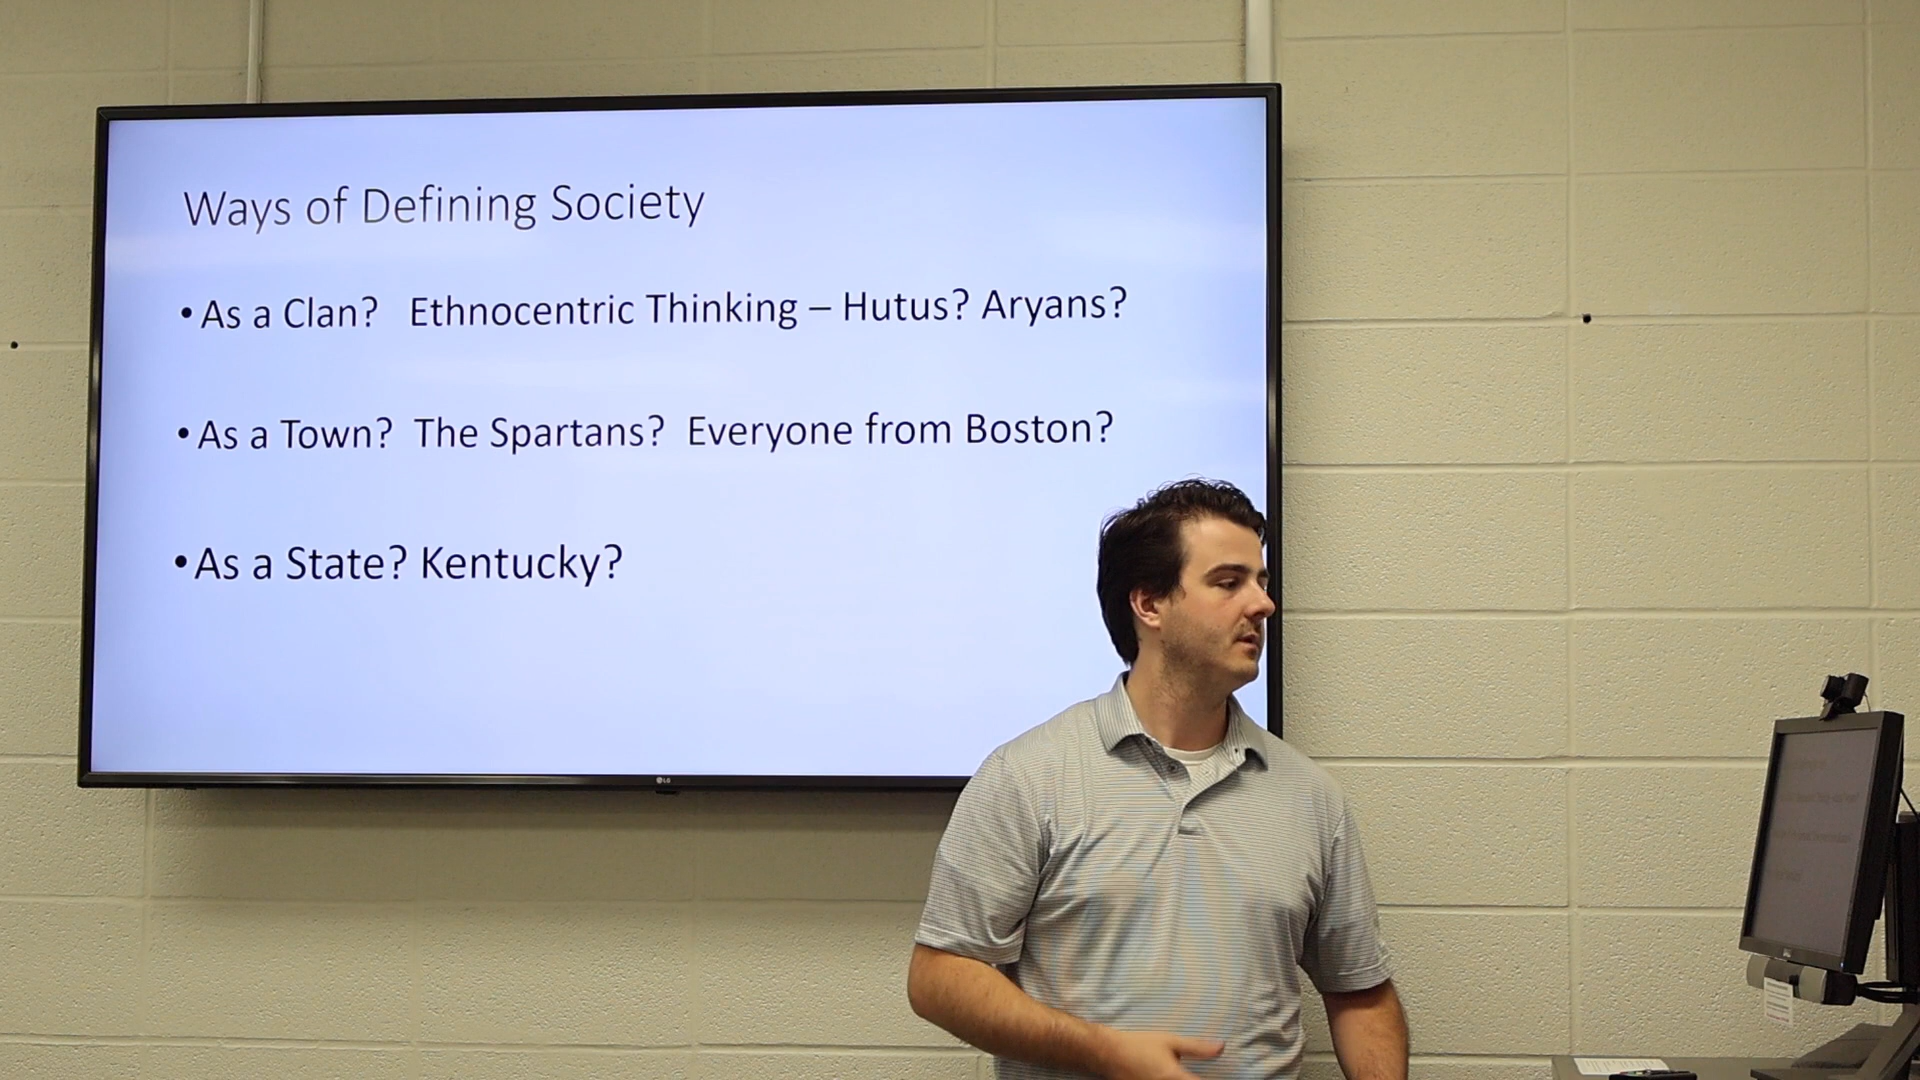 Ways of Defining Society
• As a Clan? Ethnocentric Thinking – Hutus? Aryans?
• As a Town? The Spartans? Everyone from Boston?
• As a State? Kentucky?
LG